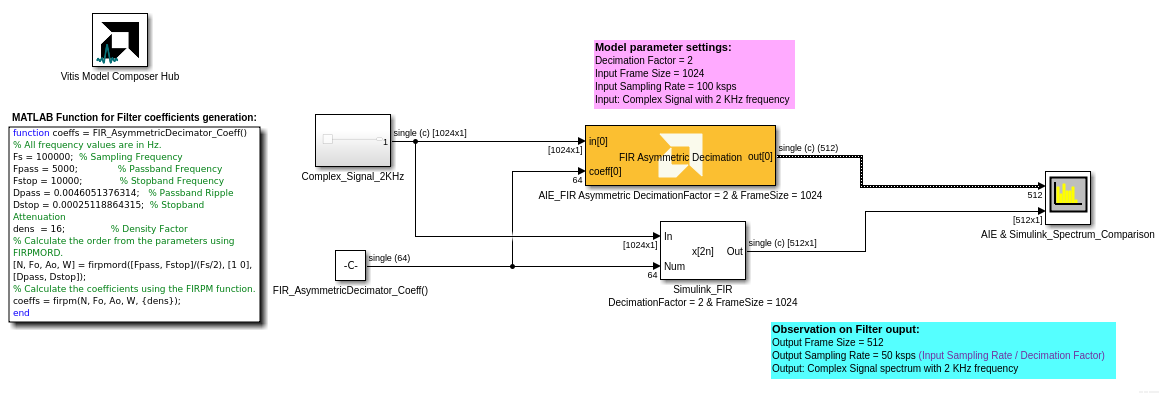 Vitis Model Composer Hub
MATLAB Function for Filter coefficients generation:
function coeffs = FIR_AsymmetricDecimator_Coeff()
% All frequency values are in Hz.
Fs = 100000;  % Sampling Frequency
Fpass = 5000;  % Passband Frequency
Fstop = 10000;  % Stopband Frequency
Dpass = 0.0046051376314;  % Passband Ripple
Dstop = 0.00025118864315;  % Stopband
Attenuation
dens  = 16;  % Density Factor
% Calculate the order from the parameters using
FIRPMORD.
[N, Fo, Ao, W] = firpmord([Fpass, Fstop]/(Fs/2), [1 0],
[Dpass, Dstop]);
% Calculate the coefficients using the FIRPM function.
coeffs = firpm(N, Fo, Ao, W, {dens});
end
Model parameter settings:
Decimation Factor = 2
Input Frame Size = 1024
Input Sampling Rate = 100 ksps
Input: Complex Signal with 2 KHz frequency
1
Complex_Signal_2KHz
single (c) [1024x1]
[1024x1]
64
in[0]
coeff[0]
FIR Asymmetric Decimation
out[0]
AIE_FIR Asymmetric DecimationFactor = 2 & FrameSize = 1024
single (c) (512)
512
[512x1]
AIE & Simulink_Spectrum_Comparison
-C-
FIR_AsymmetricDecimator_Coeff()
single (64)
[1024x1]
64
In
Num
x[2n]
Out
single (c) [512x1]
Simulink_FIR
DecimationFactor = 2 & FrameSize = 1024
Observation on Filter ouput:
Output Frame Size = 512
Output Sampling Rate = 50 ksps (Input Sampling Rate / Decimation Factor)
Output: Complex Signal spectrum with 2 KHz frequency